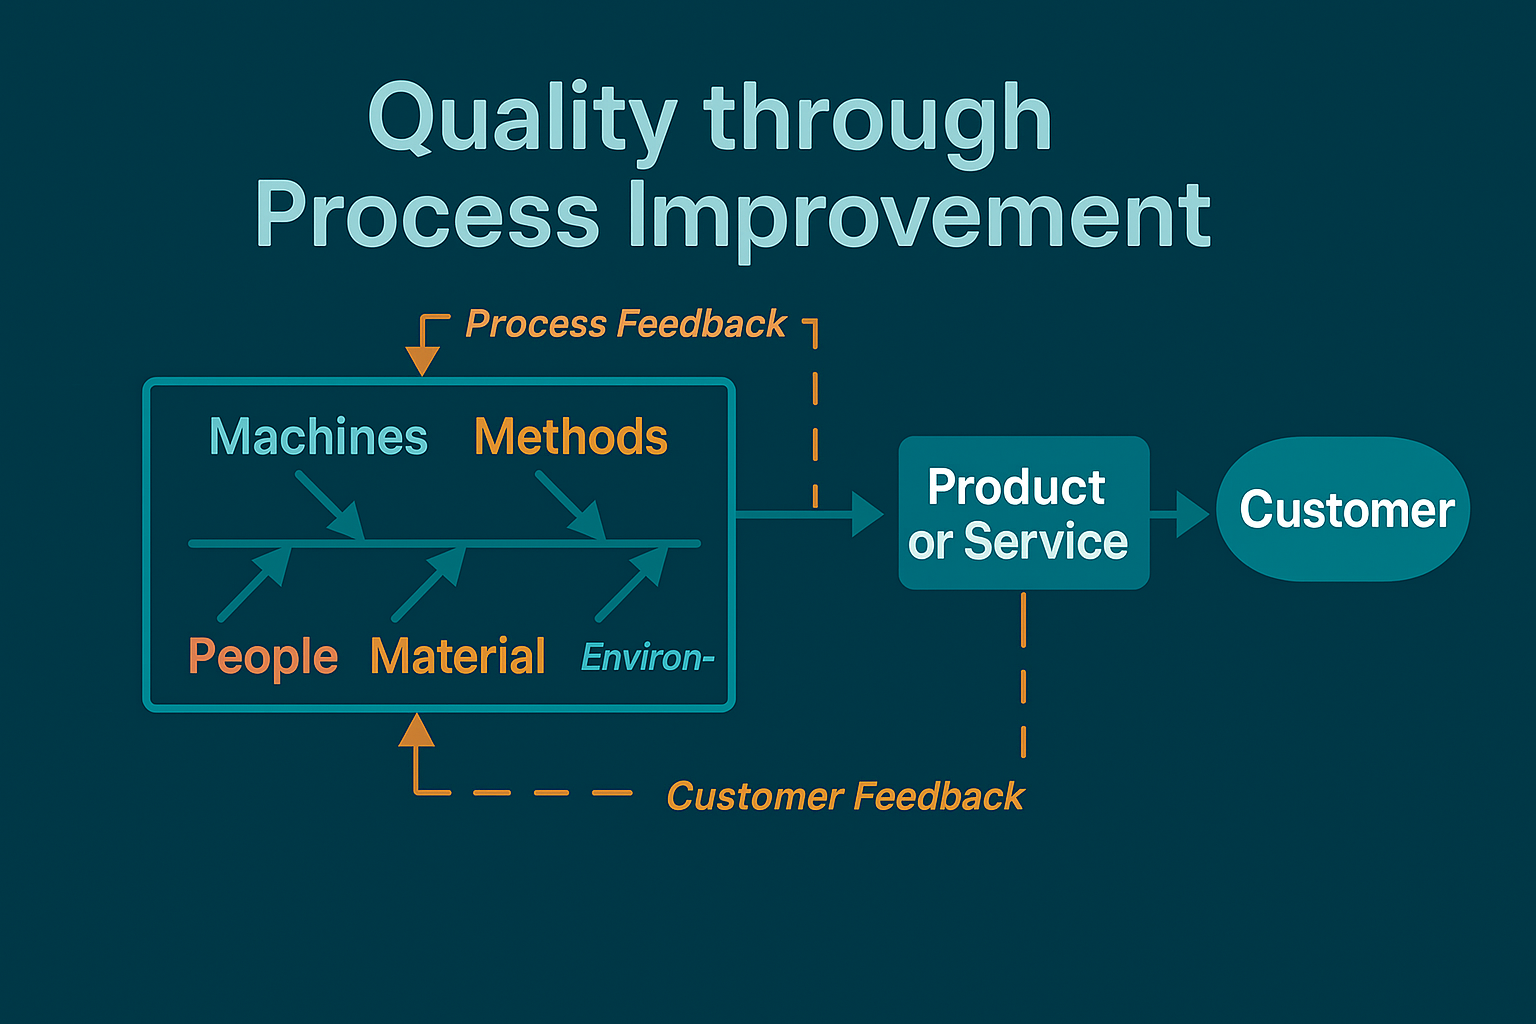 Quality through
Process Improvement
Process Feedback
Machines
Methods
People
Material
Environ-
Product
or Service
Customer
Customer Feedback